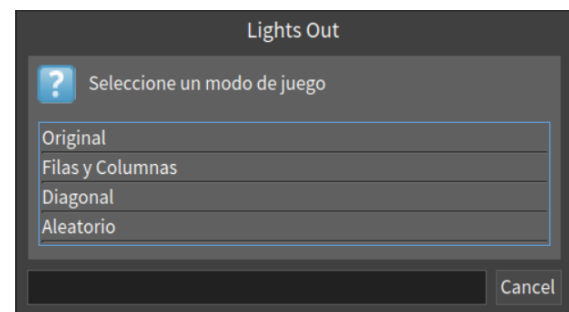 Lights Out
Seleccione un modo de juego
Original
Filas y Columnas
Diagonal
Aleatorio
Cancel